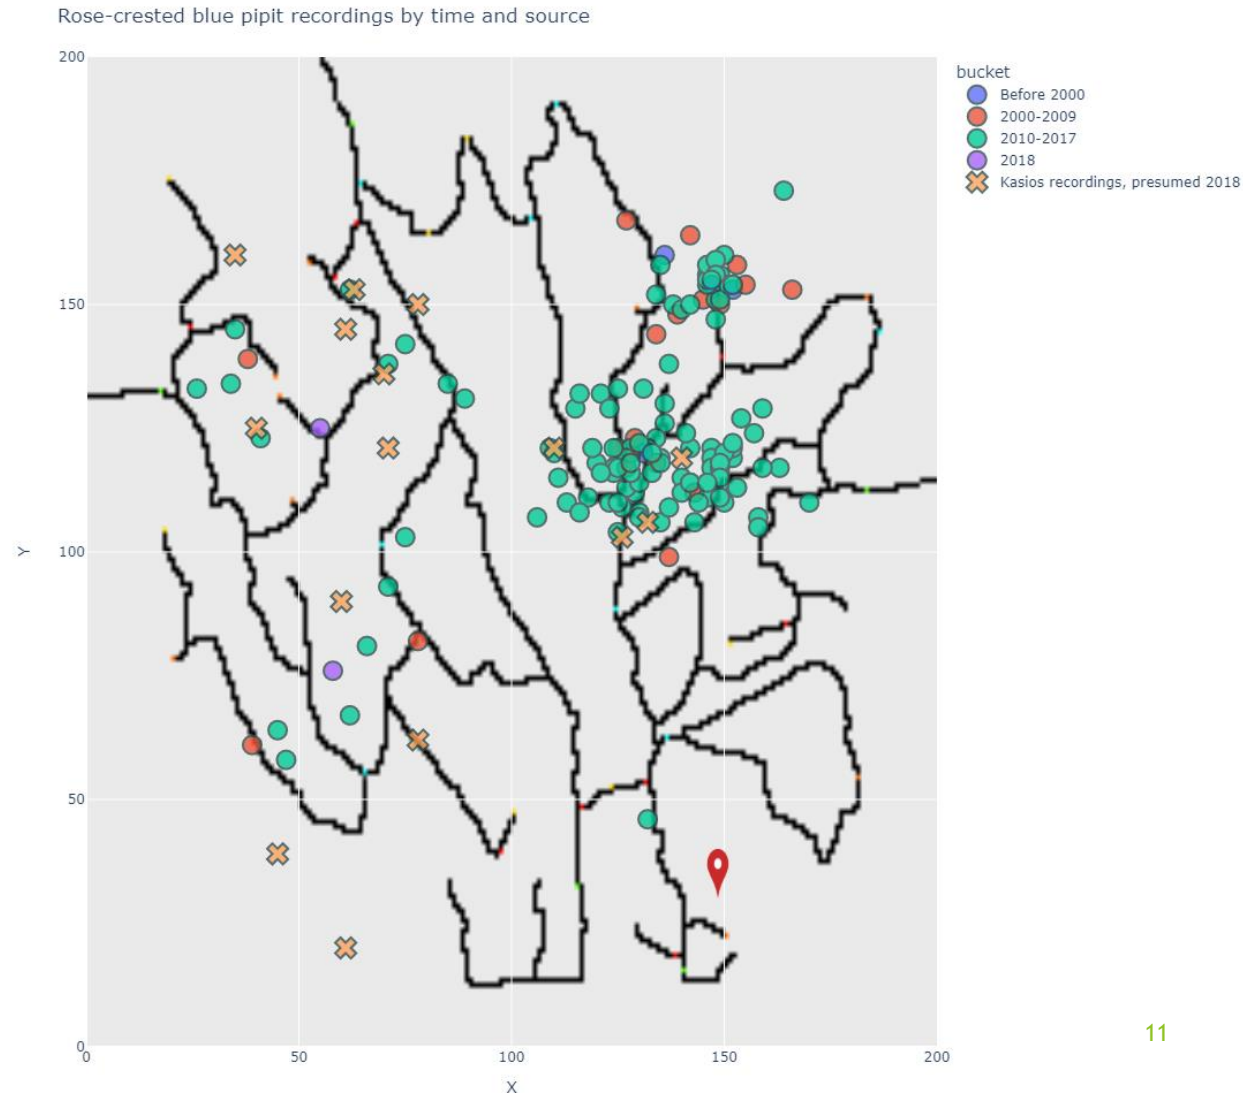 Rose-crested blue pipit recordings by time and source
bucket
Before 2000
2000-2009
2010-2017
2018
Kasios recordings, presumed 2018
200
150
100
50
0
0
50
100
150
200
Y
X
11